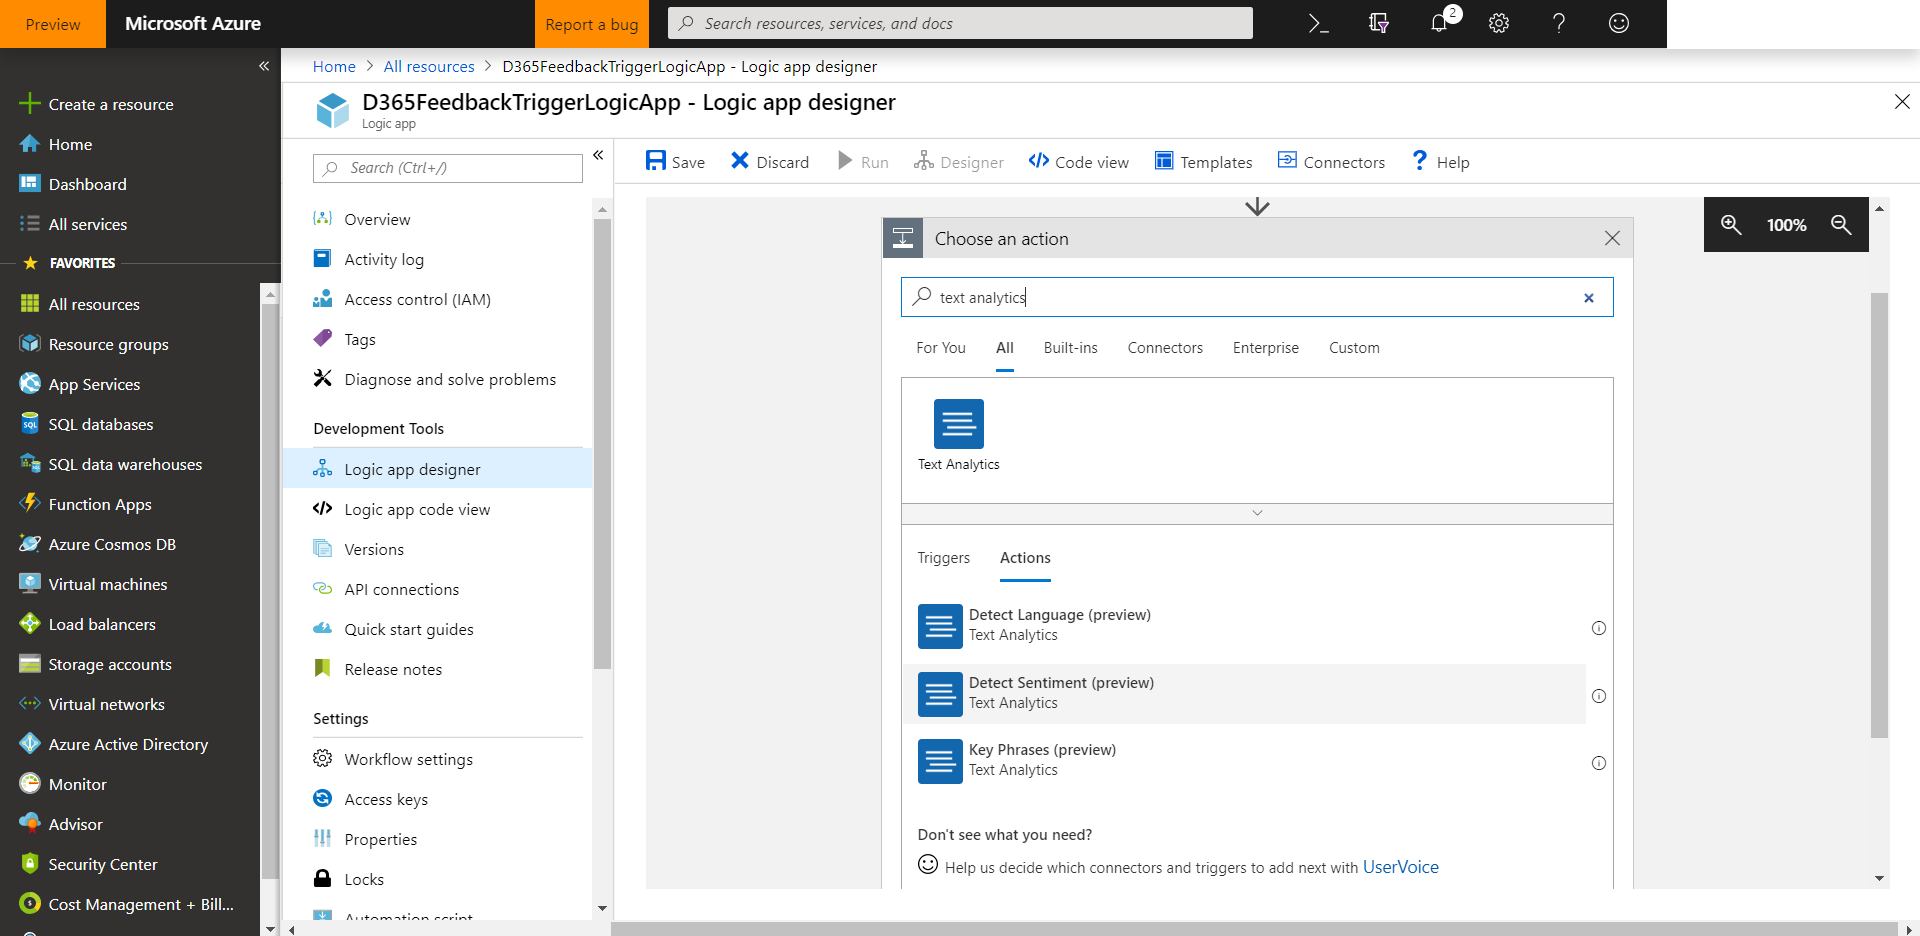 Preview
Microsoft Azure
Report a bug
Search resources, services, and docs
2
Create a resource
Home
Dashboard
All services
FAVORITES
All resources
Resource groups
App Services
SQL databases
SQL data warehouses
Function Apps
Azure Cosmos DB
Virtual machines
Load balancers
Storage accounts
Virtual networks
Azure Active Directory
Monitor
Advisor
Security Center
Cost Management + Bill...
Home > All resources > D365FeedbackTriggerLogicApp - Logic app designer
D365FeedbackTriggerLogicApp - Logic app designer
Logic app
Search (Ctrl+/)
Overview
Activity log
Access control (IAM)
Tags
Diagnose and solve problems
Development Tools
Logic app designer
Logic app code view
Versions
API connections
Quick start guides
Release notes
Settings
Workflow settings
Access keys
Properties
Locks
Automation script
Save
Discard
Run
Designer
Code view
Templates
Connectors
Help
100%
Choose an action
text analytics
For You
All
Built-ins
Connectors
Enterprise
Custom
Text Analytics
Triggers
Actions
Detect Language (preview)
Text Analytics
Detect Sentiment (preview)
Text Analytics
Key Phrases (preview)
Text Analytics
Don't see what you need?
Help us decide which connectors and triggers to add next with UserVoice